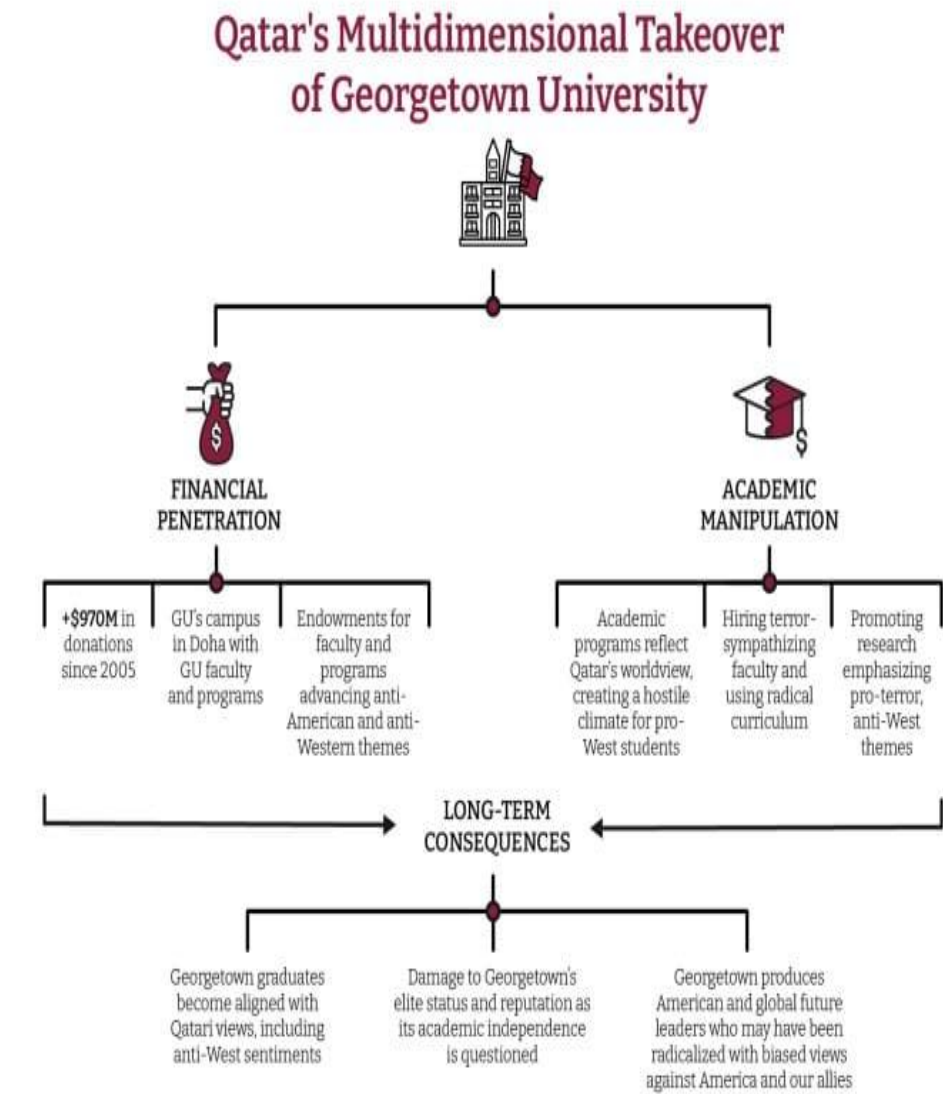 Qatar's Multidimensional Takeover
of Georgetown University
$
$
FINANCIAL
PENETRATION
ACADEMIC
MANIPULATION
+$970M in
donations
since 2005
GU's campus
in Doha with
GU faculty
and programs
Endowments for
faculty and
programs
advancing anti-
American and anti-
Western themes
Academic
programs reflect
Qatar's worldview,
creating a hostile
climate for pro-
West students
Hiring terror-
sympathizing
faculty and
using radical
curriculum
Promoting
research
emphasizing
pro-terror,
anti-West
themes
LONG-TERM
CONSEQUENCES
Georgetown graduates
become aligned with
Qatari views, including
anti-West sentiments
Damage to Georgetown's
elite status and reputation as
its academic independence
is questioned
Georgetown produces
American and global future
leaders who may have been
radicalized with biased views
against America and our allies